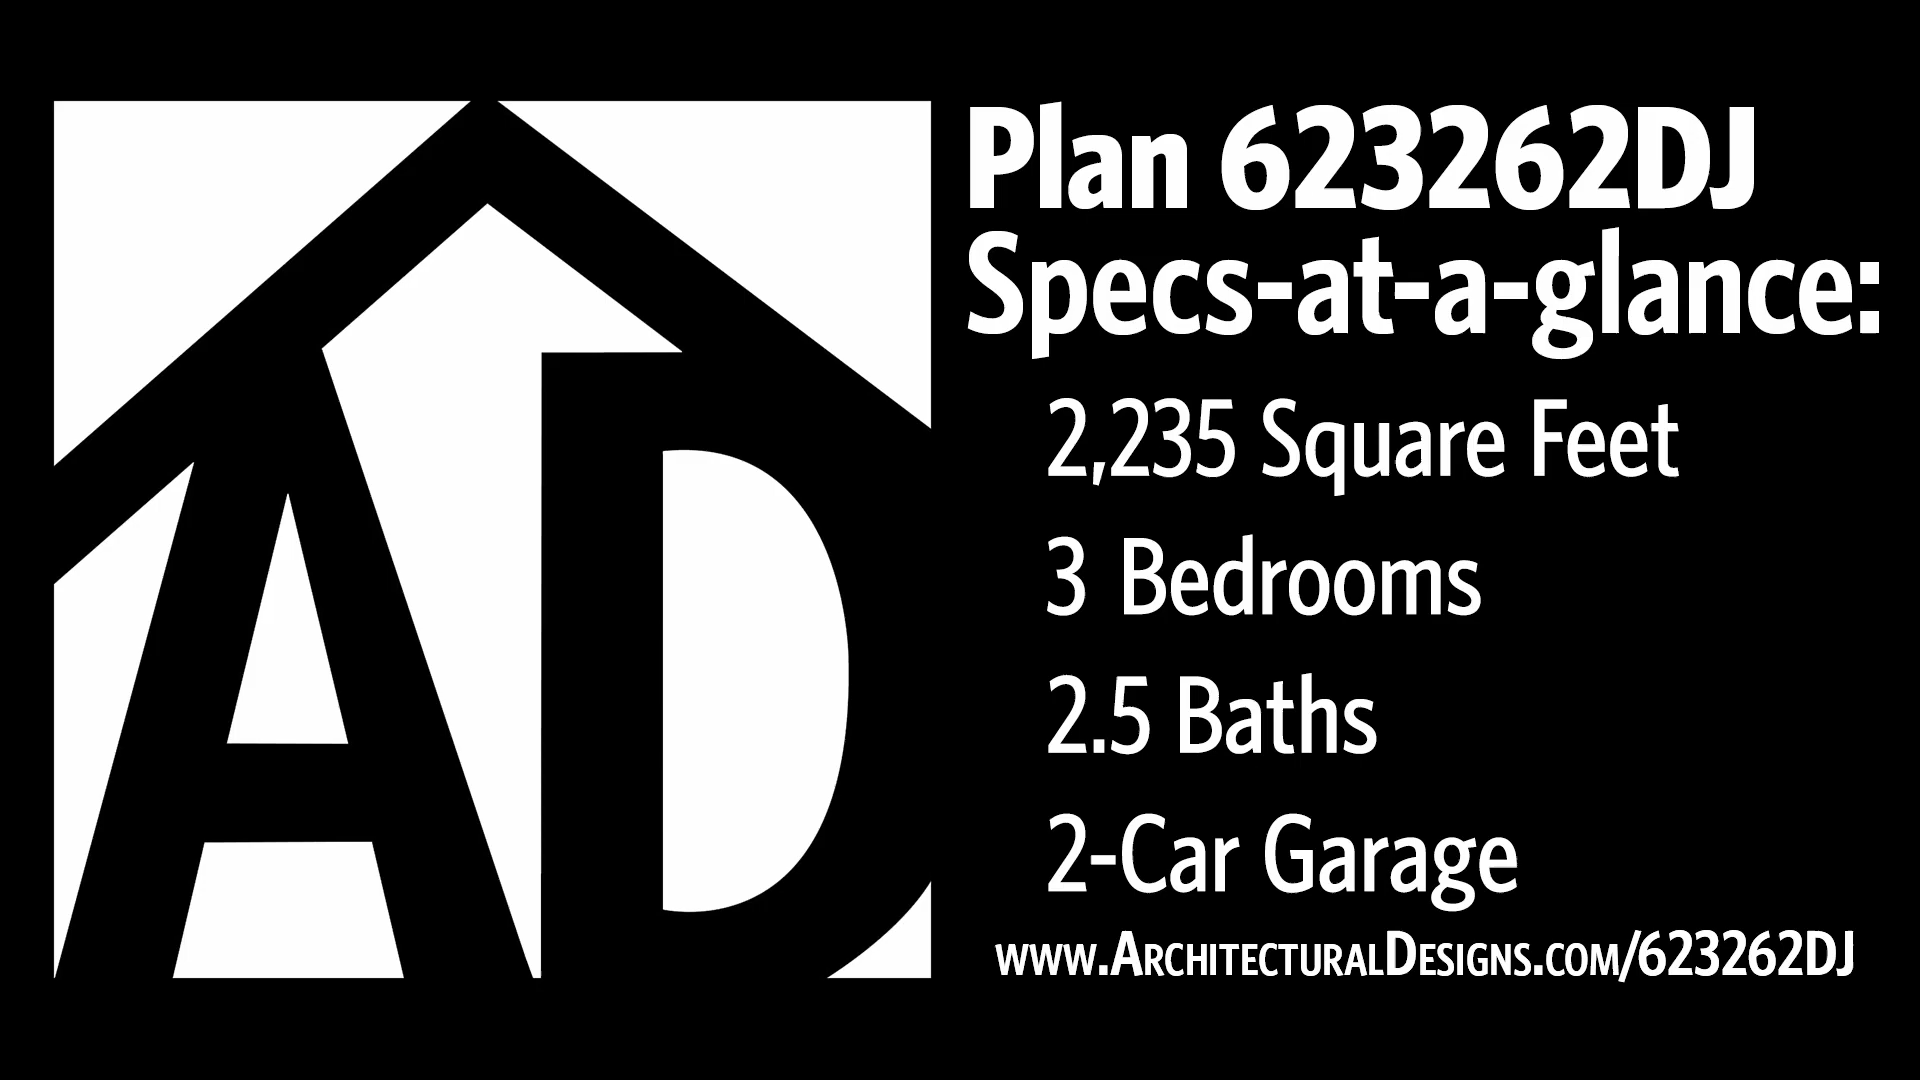 AD
Plan 623262DJ
Specs-at-a-glance:
2,235 Square Feet
3 Bedrooms
2.5 Baths
2-Car Garage
www.ArchitecturalDesigns.com/623262DJ